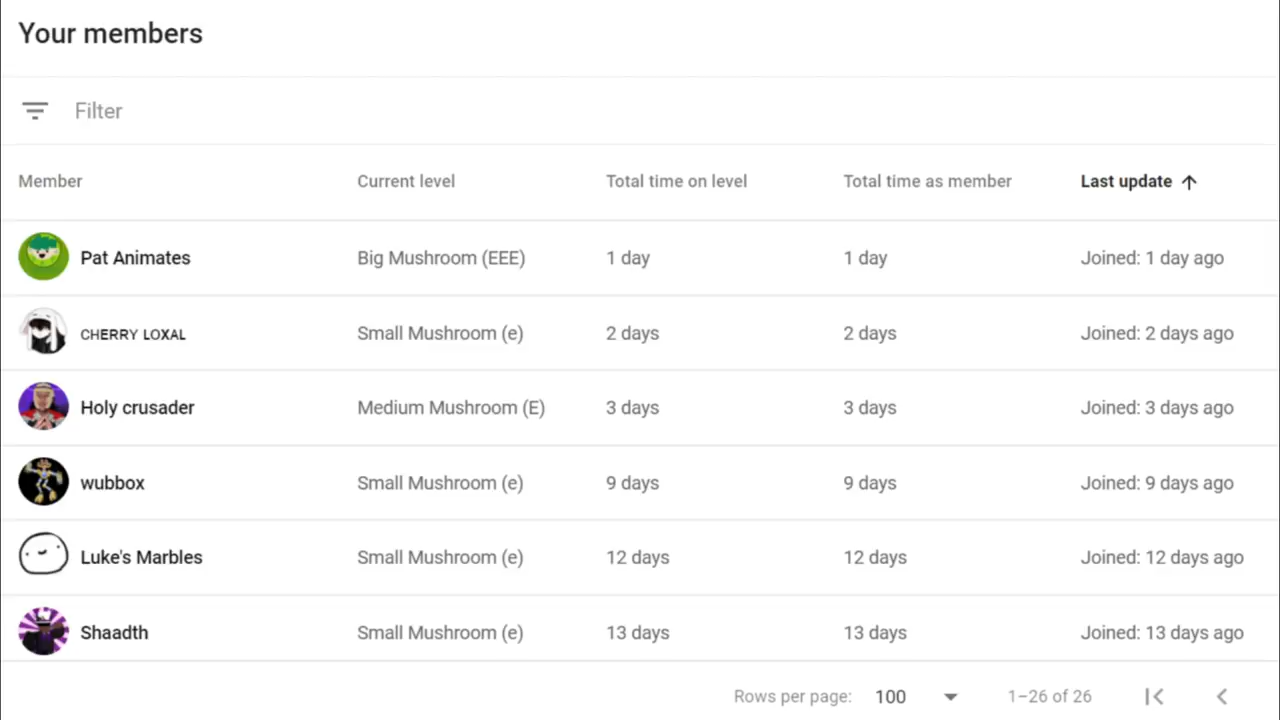 Your members
Filter
Member Current level Total time on level Total time as member Last update
Pat Animates Big Mushroom (EEE) 1 day 1 day Joined: 1 day ago
CHERRY LOXAL Small Mushroom (e) 2 days 2 days Joined: 2 days ago
Holy crusader Medium Mushroom (E) 3 days 3 days Joined: 3 days ago
wubbox Small Mushroom (e) 9 days 9 days Joined: 9 days ago
Luke's Marbles Small Mushroom (e) 12 days 12 days Joined: 12 days ago
Shaadth Small Mushroom (e) 13 days 13 days Joined: 13 days ago
Rows per page: 100 1–26 of 26